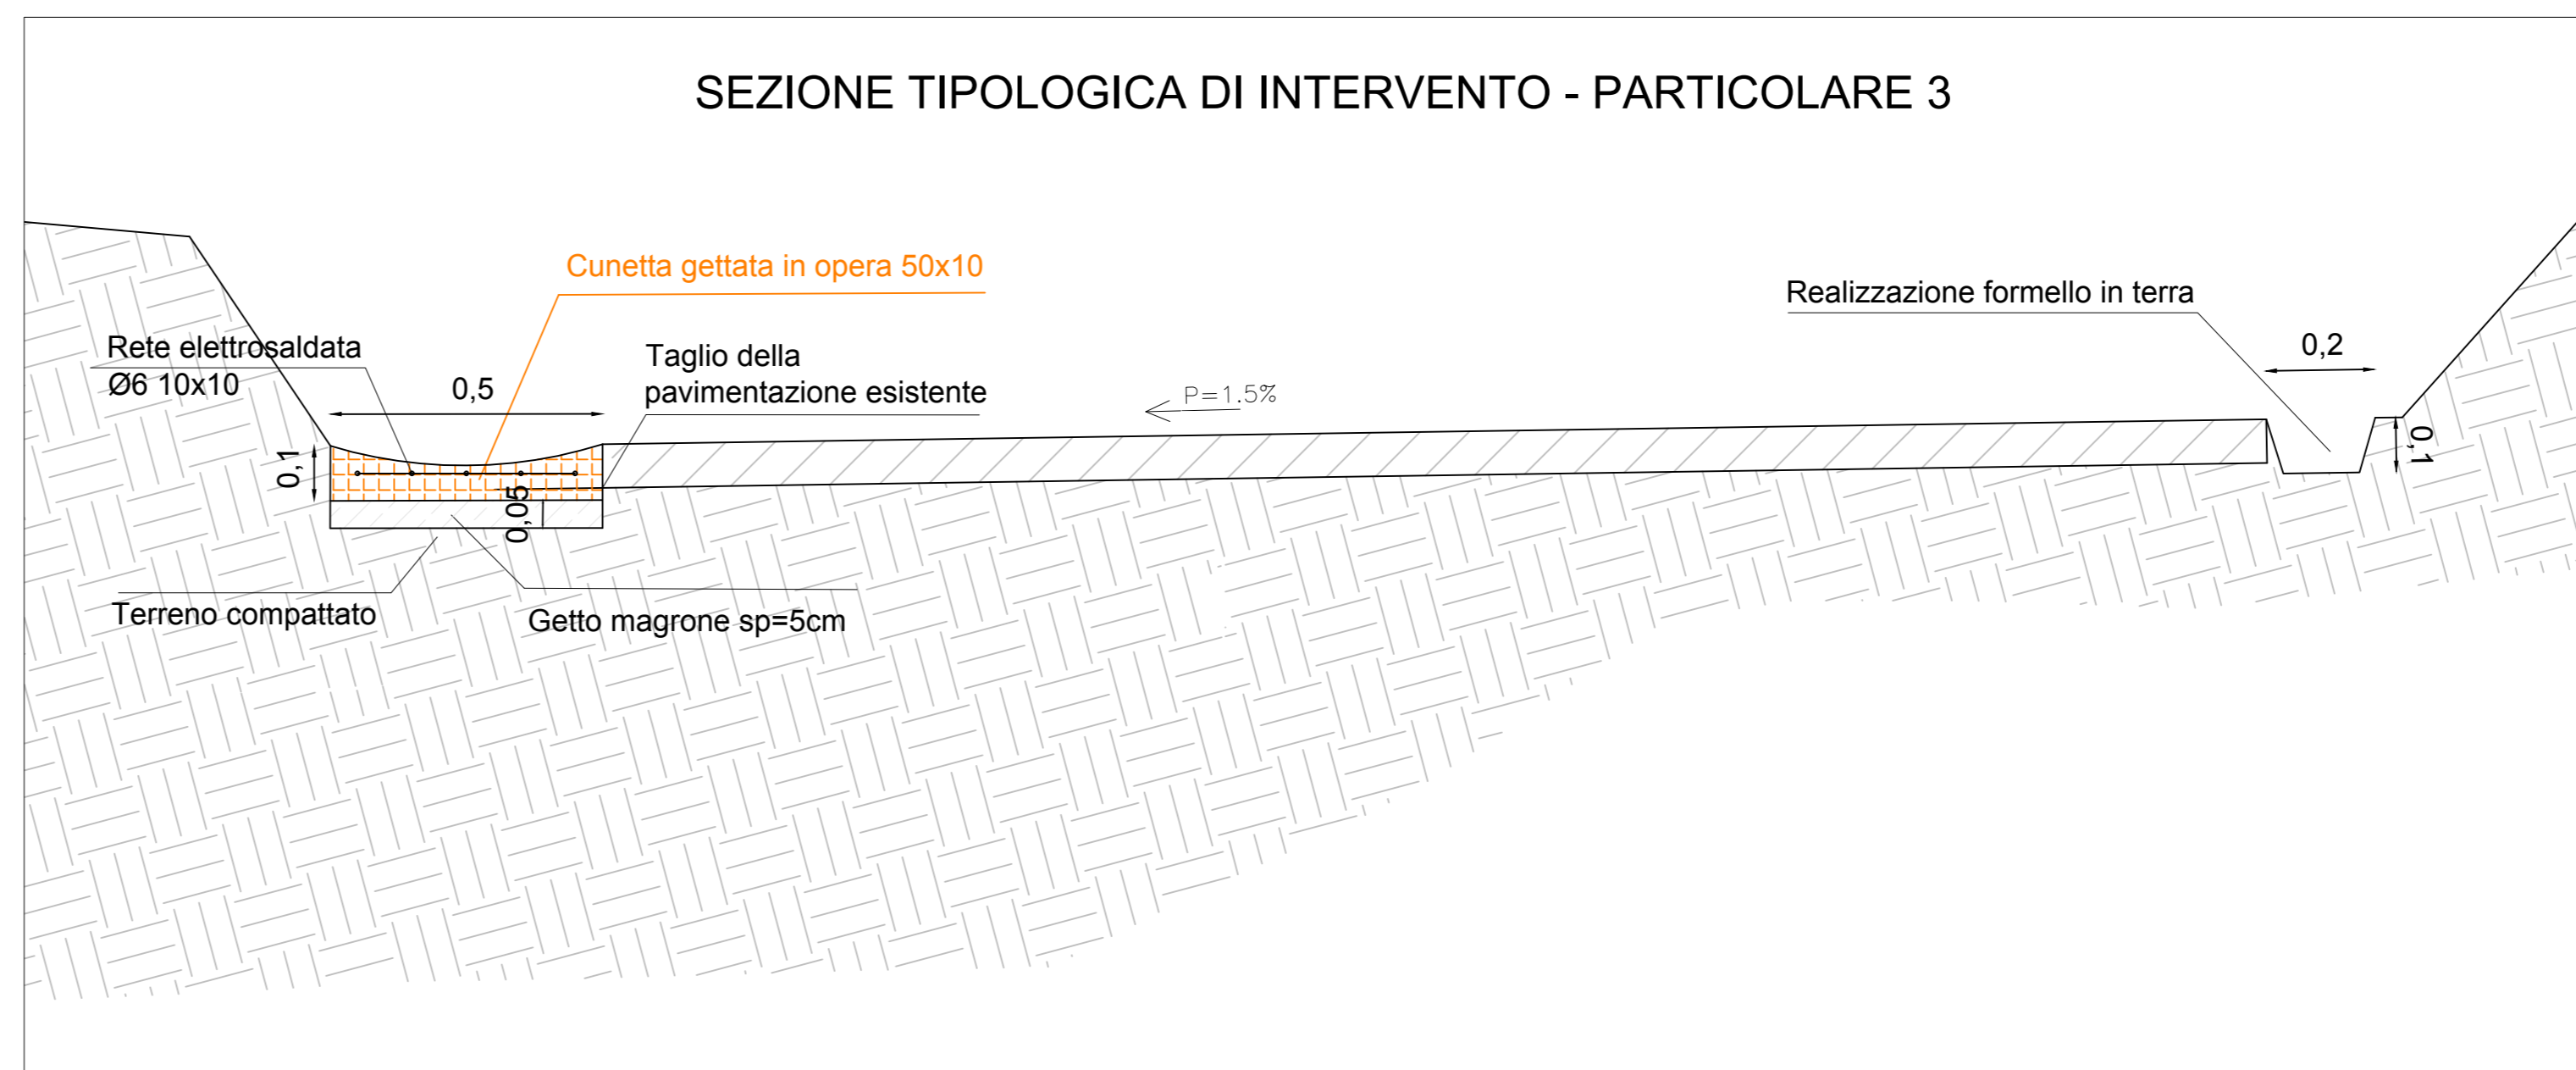 SEZIONE TIPOLOGICA DI INTERVENTO - PARTICOLARE 3
Cunetta gettata in opera 50x10
Realizzazione formello in terra
Rete elettrosaldata
Ø6 10x10
Taglio della
pavimentazione esistente
0,5
P=1.5%
0,2
0,1
0,1
0,05
Terreno compattato
Getto magrone sp=5cm